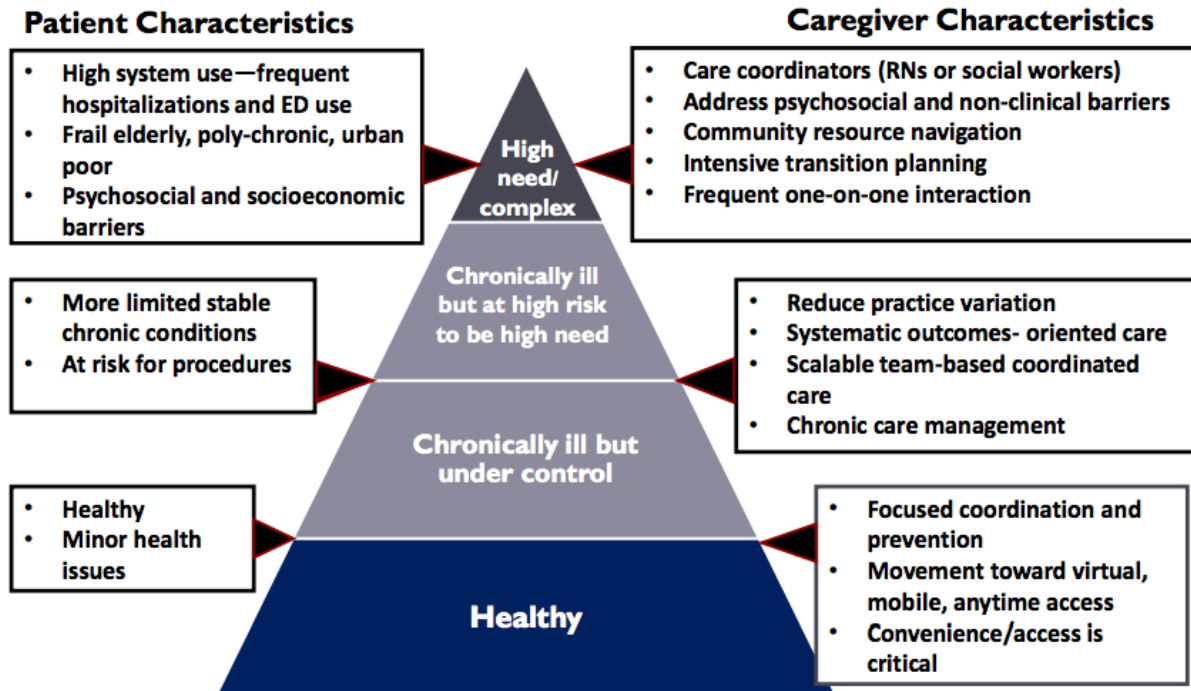 Patient Characteristics
Caregiver Characteristics
• High system use—frequent
hospitalizations and ED use
• Frail elderly, poly-chronic, urban
poor
• Psychosocial and socioeconomic
barriers
• Care coordinators (RNs or social workers)
• Address psychosocial and non-clinical barriers
• Community resource navigation
• Intensive transition planning
• Frequent one-on-one interaction
High
need/
complex
Chronically ill
but at high risk
to be high need
• More limited stable
chronic conditions
• At risk for procedures
• Reduce practice variation
• Systematic outcomes- oriented care
• Scalable team-based coordinated
care
• Chronic care management
Chronically ill but
under control
• Healthy
• Minor health
issues
• Focused coordination and
prevention
• Movement toward virtual,
mobile, anytime access
• Convenience/access is
critical
Healthy